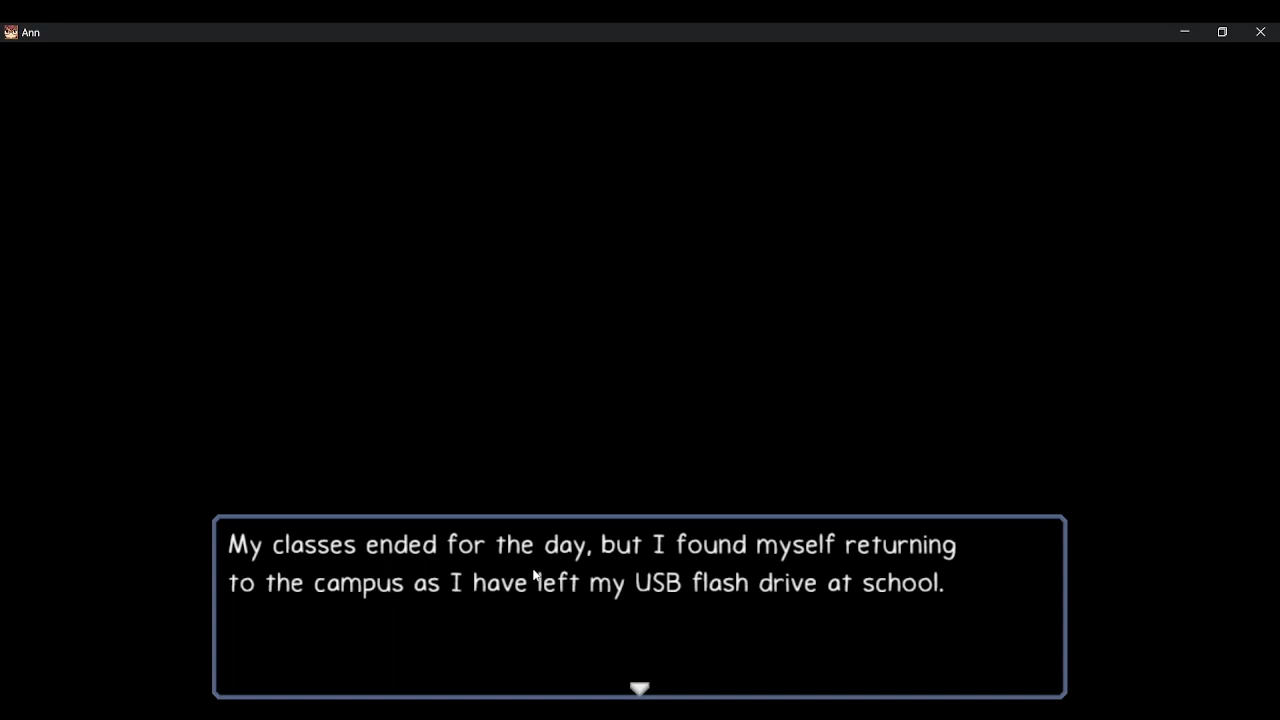 Ann
My classes ended for the day, but I found myself returning
to the campus as I have left my USB flash drive at school.